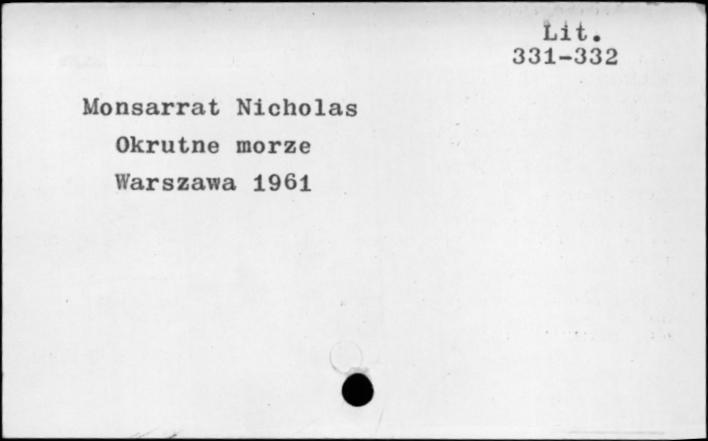 Lit.
331-332
Monsarrat Nicholas
Okrutne morze
Warszawa 1961